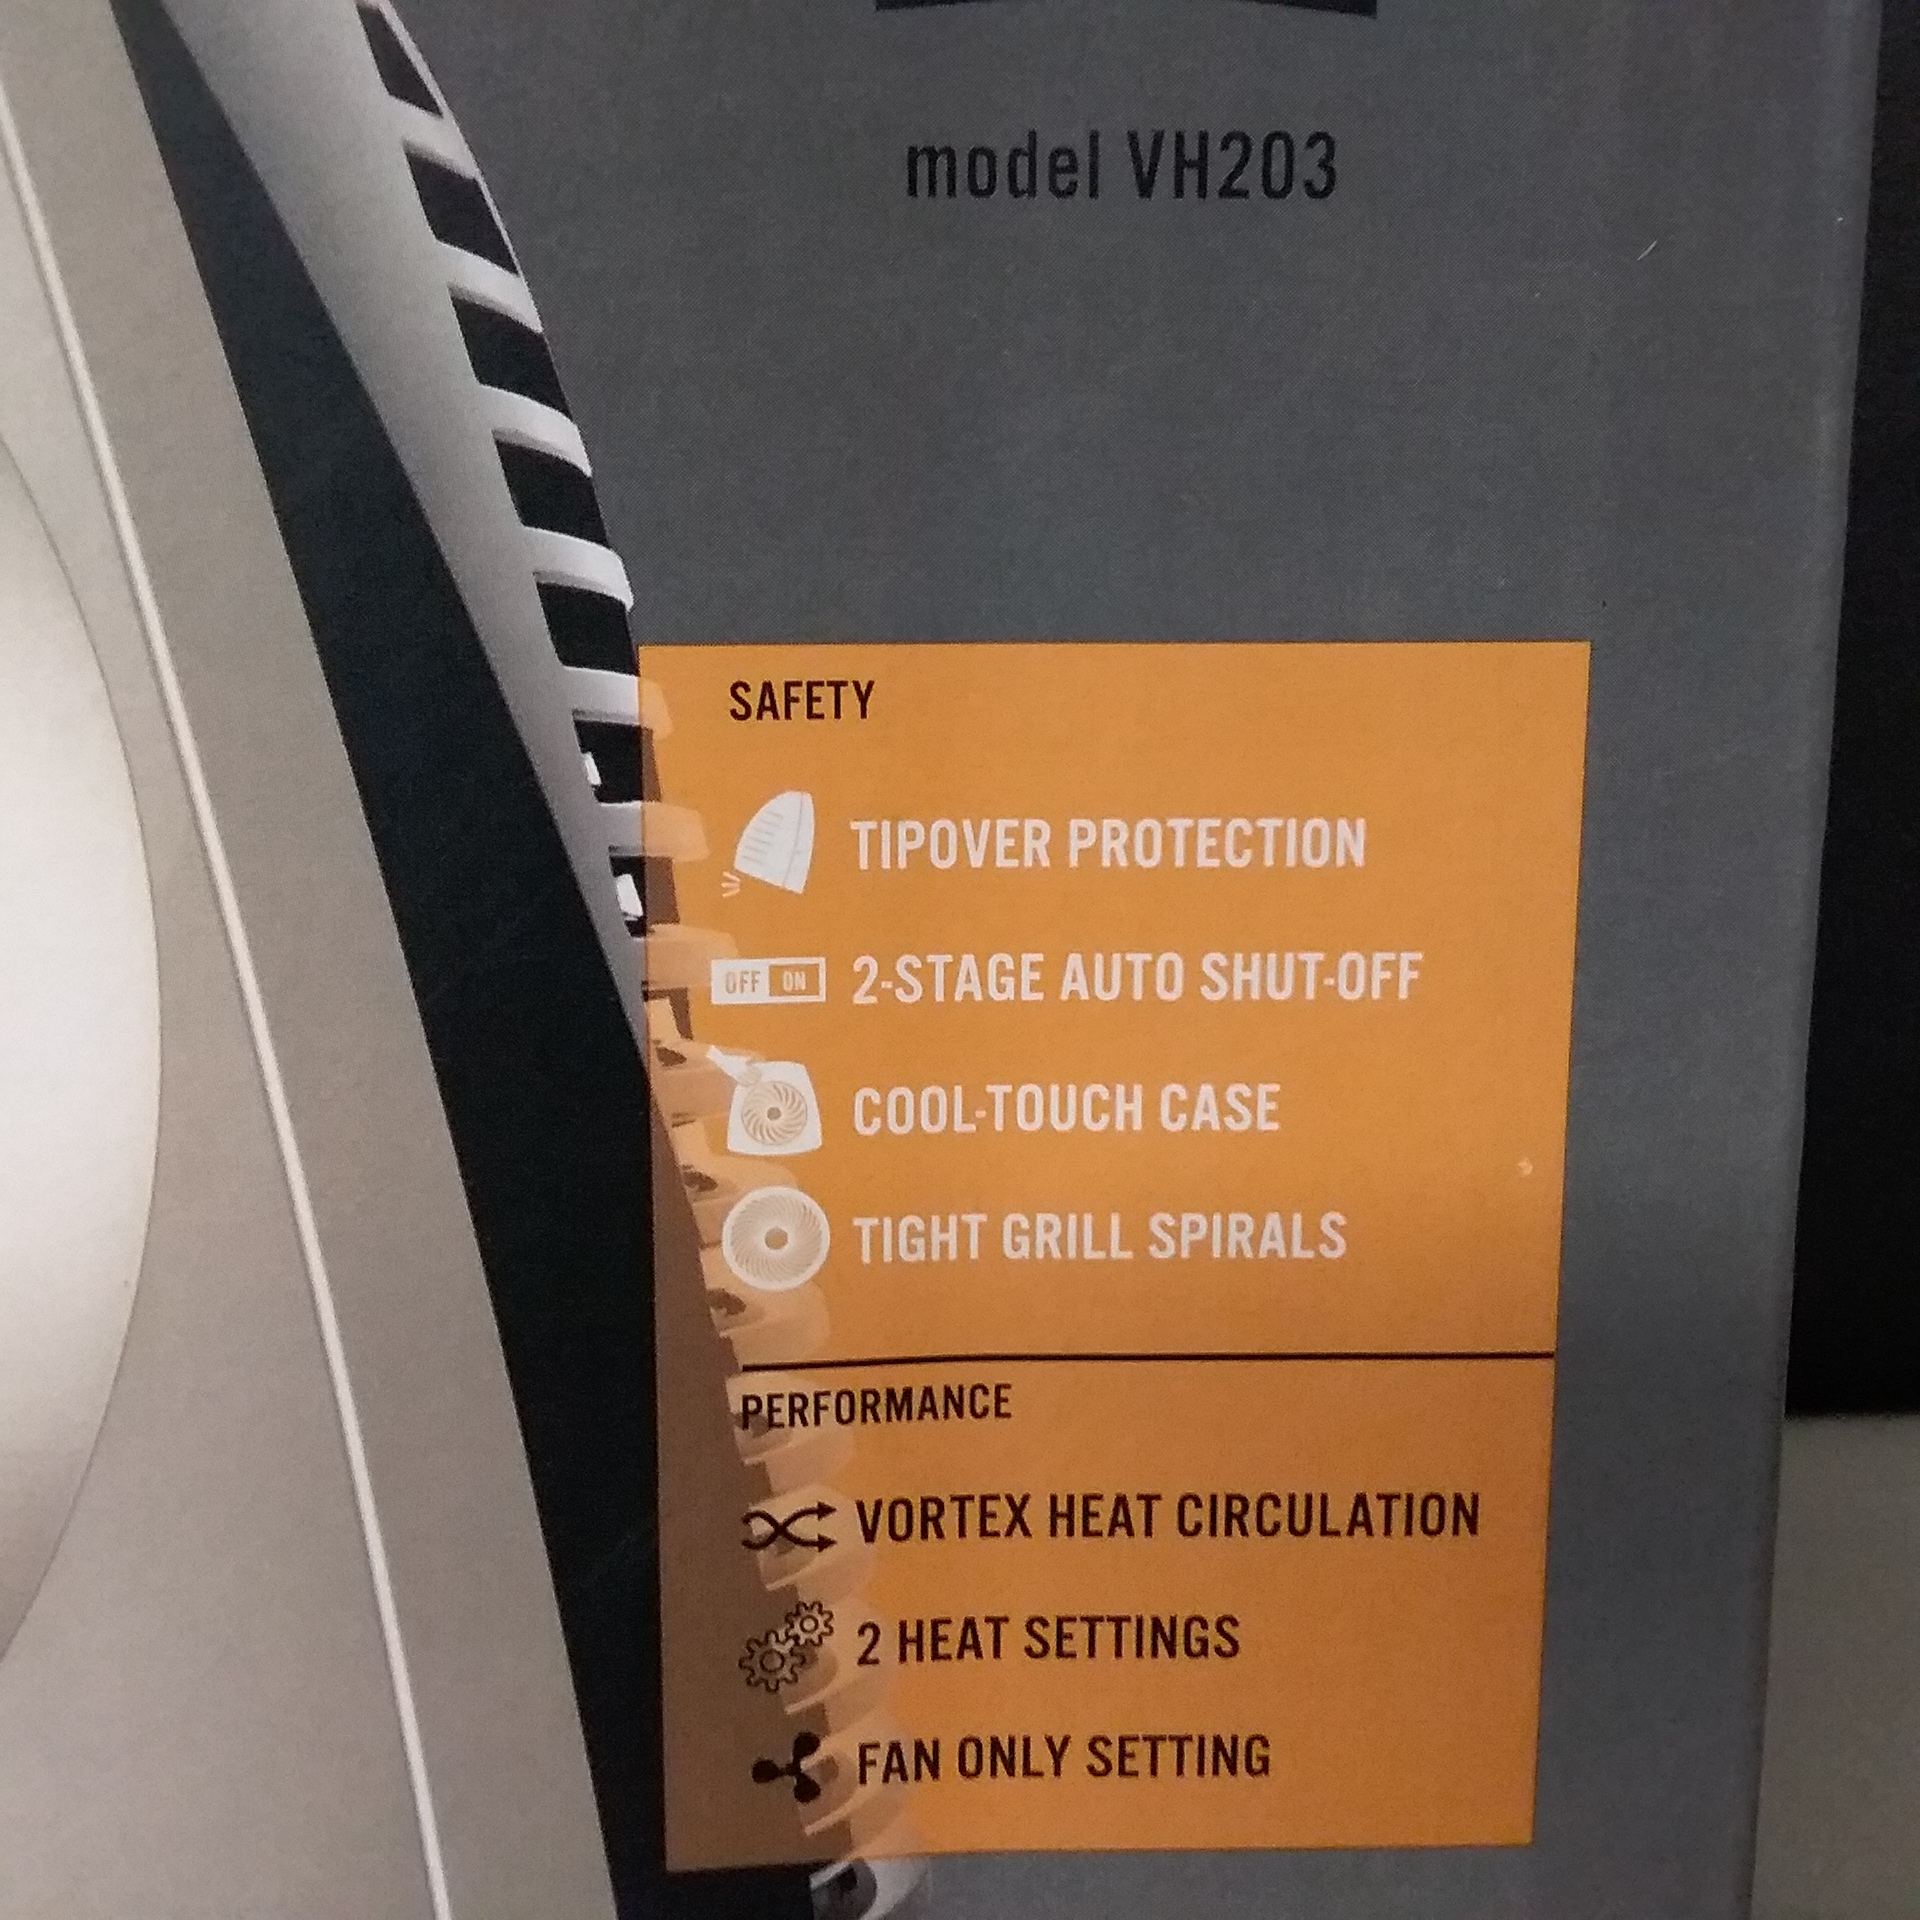 model VH203
SAFETY
TIPOVER PROTECTION
OFF ON 2-STAGE AUTO SHUT-OFF
COOL-TOUCH CASE
TIGHT GRILL SPIRALS
PERFORMANCE
VORTEX HEAT CIRCULATION
2 HEAT SETTINGS
FAN ONLY SETTING